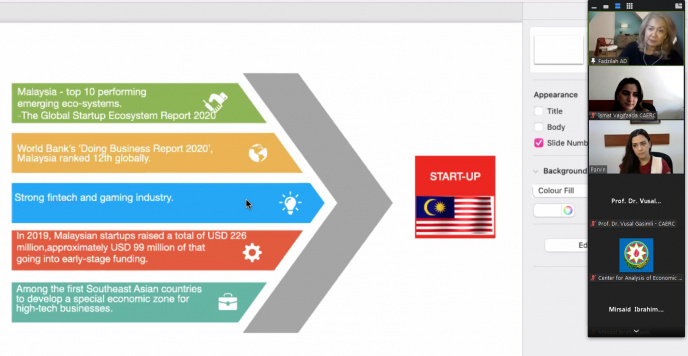 Malaysia - top 10 performing
emerging eco-systems.
-The Global Startup Ecosystem Report 2020
World Bank's 'Doing Business Report 2020',
Malaysia ranked 12th globally.
Strong fintech and gaming industry.
In 2019, Malaysian startups raised a total of USD 226
million,approximately USD 99 million of that
going into early-stage funding.
Among the first Southeast Asian countries
to develop a special economic zone for
high-tech businesses.
START-UP
Appearance
Title
Body
Slide Numb
Background
Colour Fill
Ed
Fadzilah AD
Ismat Vagifzada CAERC
Parvin
Prof. Dr. Vusal...
Prof. Dr. Vusal Gasimli - CAERC
Center for Analysis of Economic ...
Mirsaid Ibrahim...